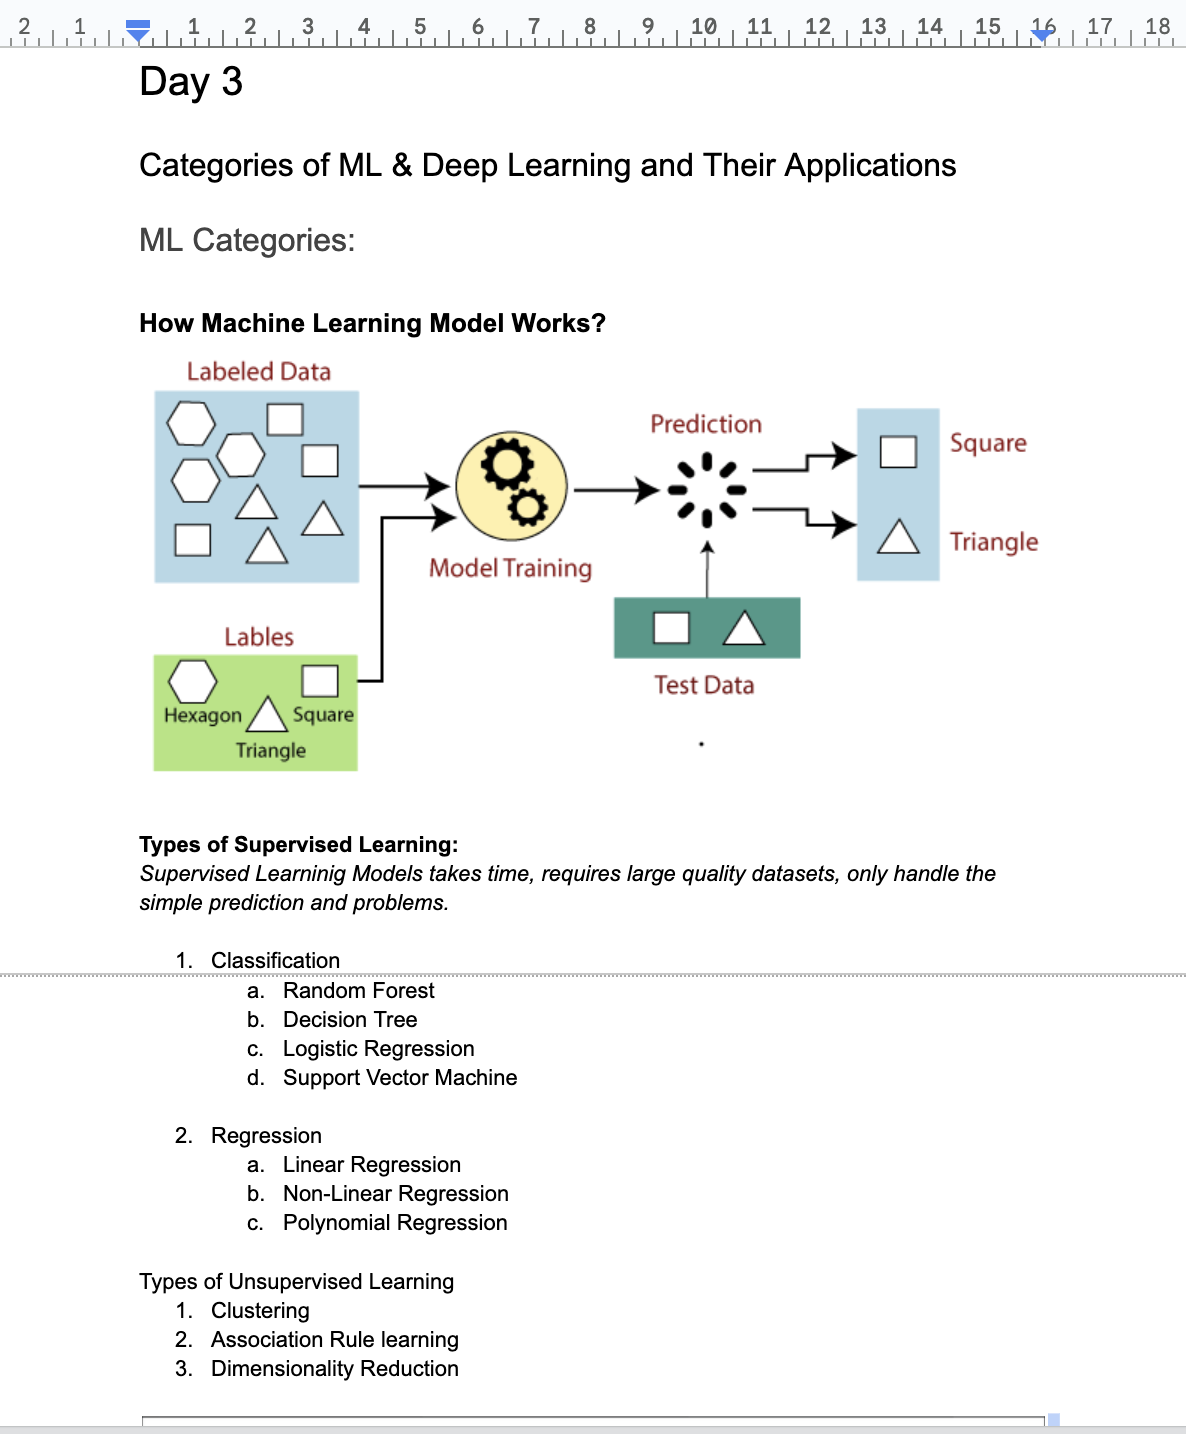 2 1 1 2 3 4 5 6 7 8 9 10 11 12 13 14 15 16 17 18
Day 3
Categories of ML & Deep Learning and Their Applications
ML Categories:
How Machine Learning Model Works?
Labeled Data
Prediction
Square
Triangle
Model Training
Lables
Hexagon
Square
Triangle
Test Data
Types of Supervised Learning:
Supervised Learninig Models takes time, requires large quality datasets, only handle the
simple prediction and problems.
1. Classification
a. Random Forest
b. Decision Tree
c. Logistic Regression
d. Support Vector Machine
2. Regression
a. Linear Regression
b. Non-Linear Regression
c. Polynomial Regression
Types of Unsupervised Learning
1. Clustering
2. Association Rule learning
3. Dimensionality Reduction